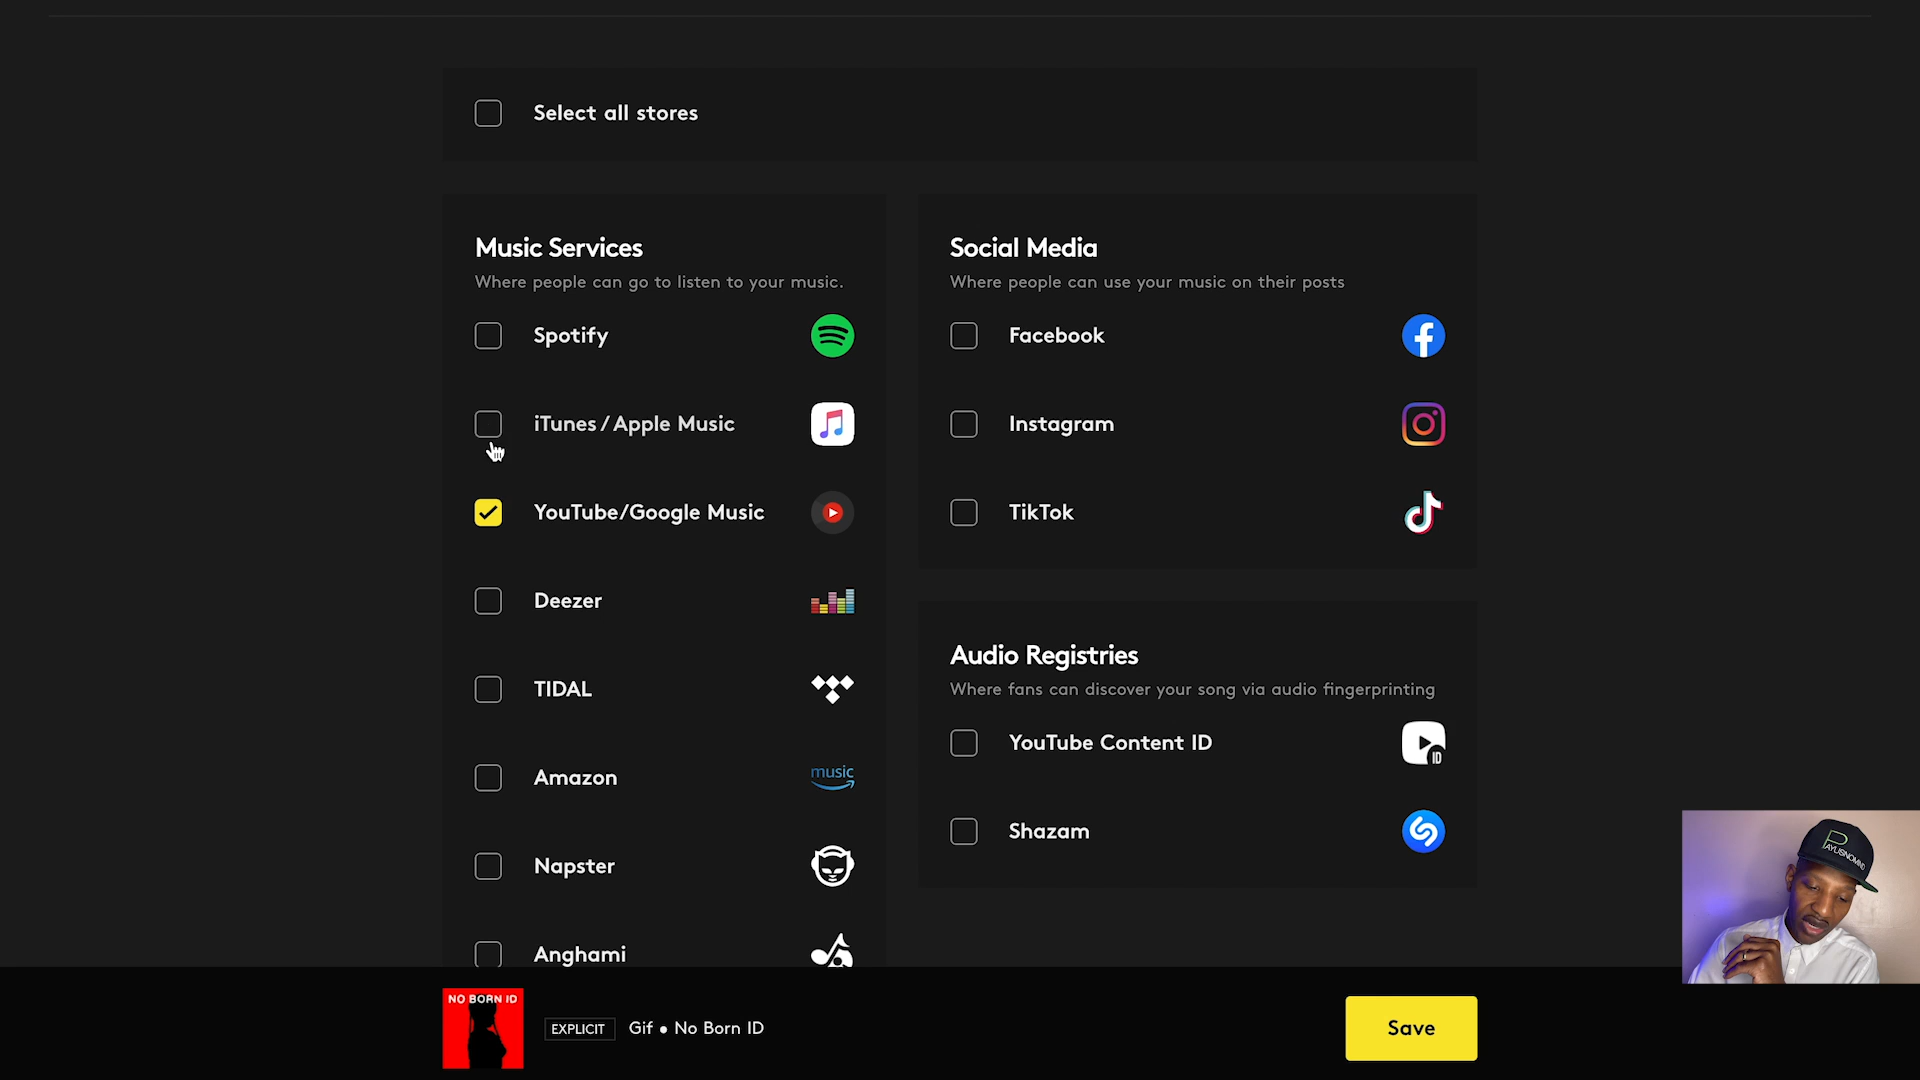 Select all stores
Music Services
Where people can go to listen to your music.
Spotify
iTunes / Apple Music
YouTube/Google Music
Deezer
TIDAL
Amazon
music
Napster
Anghami
Social Media
Where people can use your music on their posts
Facebook
Instagram
TikTok
Audio Registries
Where fans can discover your song via audio fingerprinting
YouTube Content ID
ID
Shazam
PAYUSNOMIND
NO BORN ID
EXPLICIT Gif • No Born ID
Save